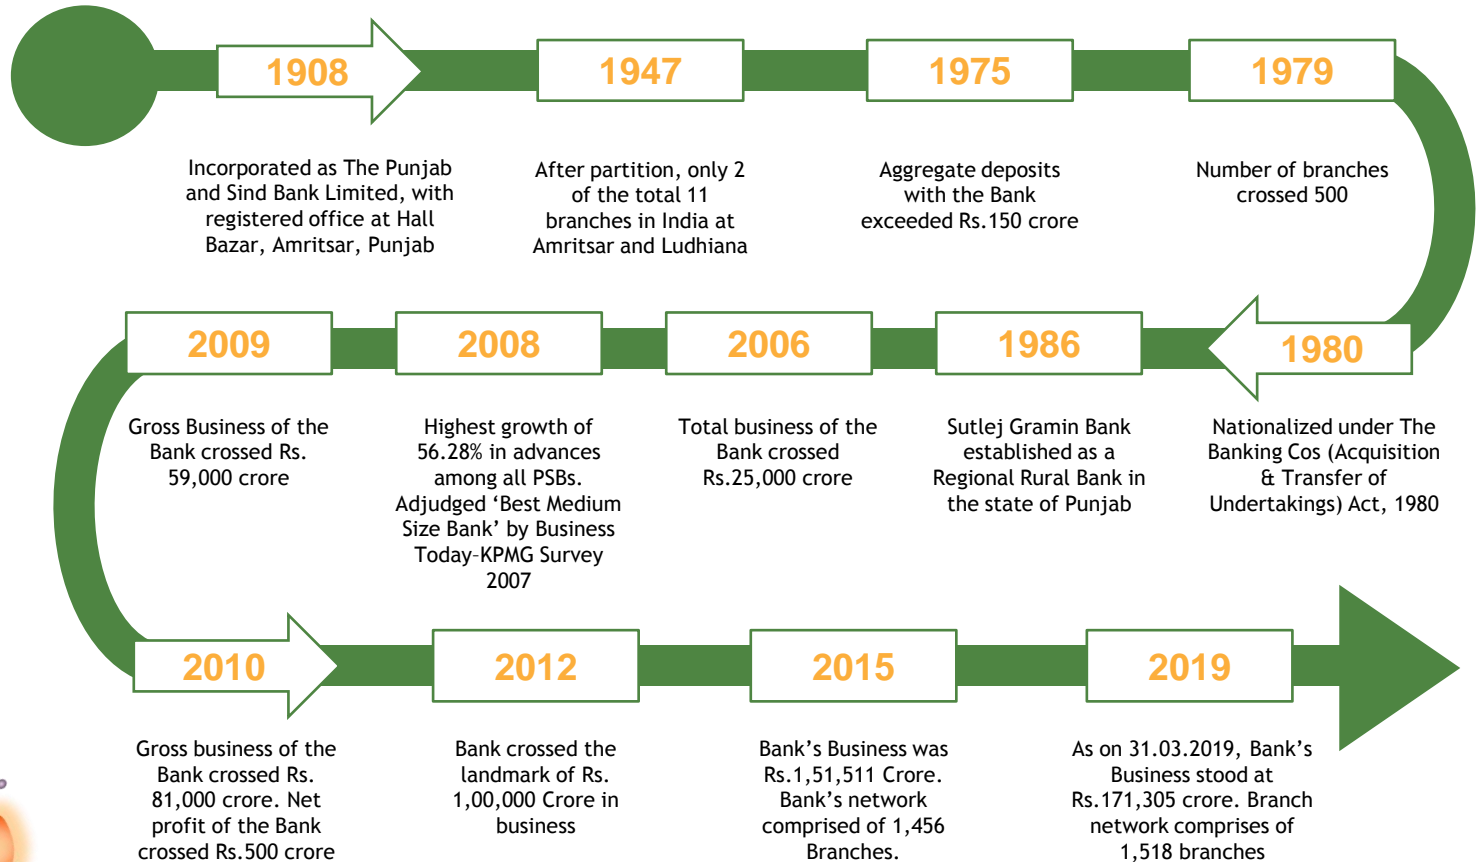 1908
Incorporated as The Punjab
and Sind Bank Limited, with
registered office at Hall
Bazar, Amritsar, Punjab
1947
After partition, only 2
of the total 11
branches in India at
Amritsar and Ludhiana
1975
Aggregate deposits
with the Bank
exceeded Rs.150 crore
1979
Number of branches
crossed 500
1980
Nationalized under The
Banking Cos (Acquisition
& Transfer of
Undertakings) Act, 1980
1986
Sutlej Gramin Bank
established as a
Regional Rural Bank in
the state of Punjab
2006
Total business of the
Bank crossed
Rs.25,000 crore
2008
Highest growth of
56.28% in advances
among all PSBs.
Adjudged ‘Best Medium
Size Bank’ by Business
Today–KPMG Survey
2007
2009
Gross Business of the
Bank crossed Rs.
59,000 crore
2010
Gross business of the
Bank crossed Rs.
81,000 crore. Net
profit of the Bank
crossed Rs.500 crore
2012
Bank crossed the
landmark of Rs.
1,00,000 Crore in
business
2015
Bank’s Business was
Rs.1,51,511 Crore.
Bank’s network
comprised of 1,456
Branches.
2019
As on 31.03.2019, Bank’s
Business stood at
Rs.171,305 crore. Branch
network comprises of
1,518 branches